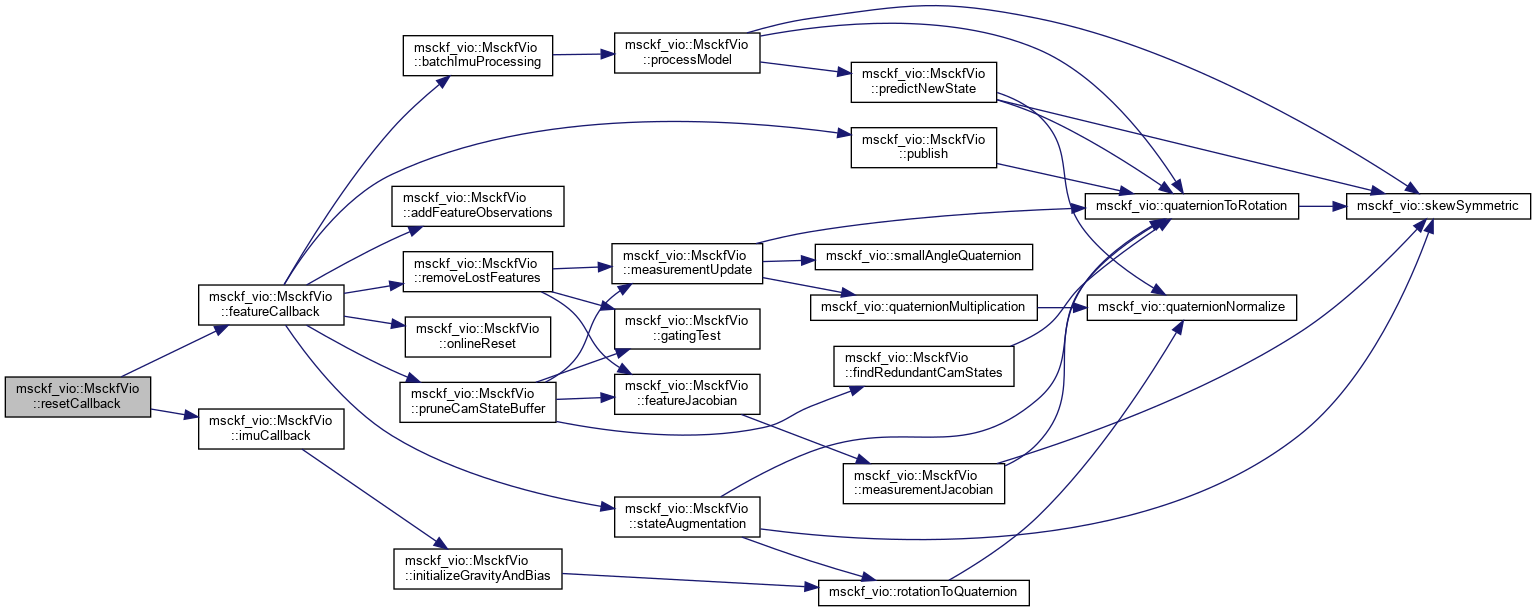 msckf_vio::MsckfVio
::resetCallback
msckf_vio::MsckfVio
::featureCallback
msckf_vio::MsckfVio
::imuCallback
msckf_vio::MsckfVio
::batchImuProcessing
msckf_vio::MsckfVio
::addFeatureObservations
msckf_vio::MsckfVio
::removeLostFeatures
msckf_vio::MsckfVio
::onlineReset
msckf_vio::MsckfVio
::pruneCamStateBuffer
msckf_vio::MsckfVio
::initializeGravityAndBias
msckf_vio::MsckfVio
::processModel
msckf_vio::MsckfVio
::measurementUpdate
msckf_vio::MsckfVio
::gatingTest
msckf_vio::MsckfVio
::featureJacobian
msckf_vio::MsckfVio
::stateAugmentation
msckf_vio::MsckfVio
::predictNewState
msckf_vio::MsckfVio
::publish
msckf_vio::smallAngleQuaternion
msckf_vio::quaternionMultiplication
msckf_vio::MsckfVio
::findRedundantCamStates
msckf_vio::MsckfVio
::measurementJacobian
msckf_vio::rotationToQuaternion
msckf_vio::quaternionToRotation
msckf_vio::quaternionNormalize
msckf_vio::skewSymmetric